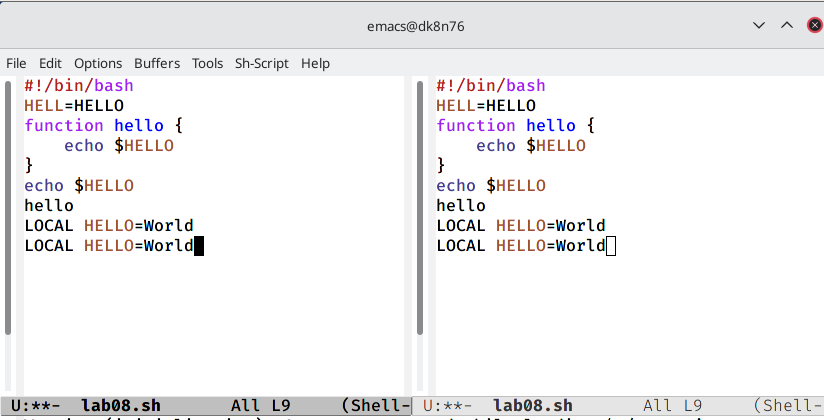 emacs@dk8n76
File Edit Options Buffers Tools Sh-Script Help
#!/bin/bash
HELL=HELLO
function hello {
echo $HELLO
}
echo $HELLO
hello
LOCAL HELLO=World
LOCAL HELLO=World
U:**- lab08.sh All L9 (Shell-
#!/bin/bash
HELL=HELLO
function hello {
echo $HELLO
}
echo $HELLO
hello
LOCAL HELLO=World
LOCAL HELLO=World
U:**- lab08.sh All L9 (Shell-